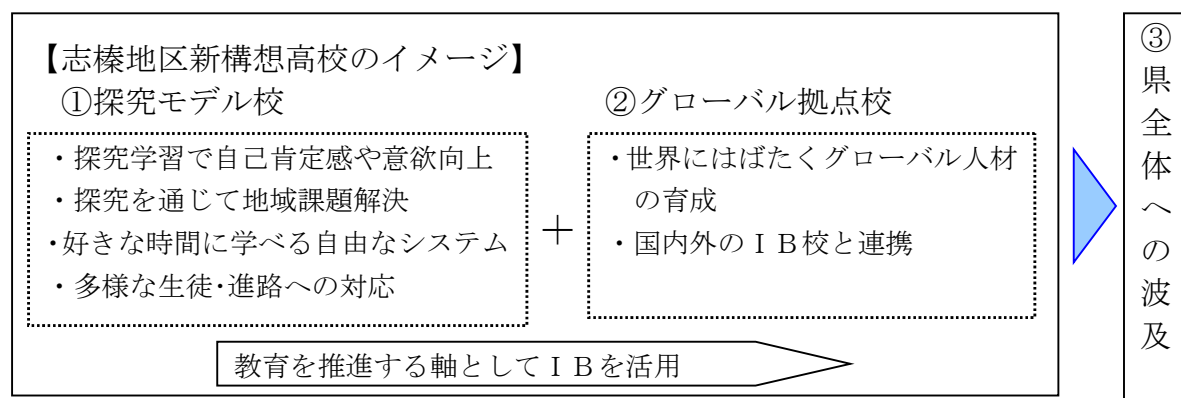 【志榛地区新構想高校のイメージ】
①探究モデル校
・探究学習で自己肯定感や意欲向上
・探究を通じて地域課題解決
・好きな時間に学べる自由なシステム
・多様な生徒・進路への対応
＋
②グローバル拠点校
・世界にはばたくグローバル人材
の育成
・国内外のＩＢ校と連携
教育を推進する軸としてＩＢを活用
③県全体への波及